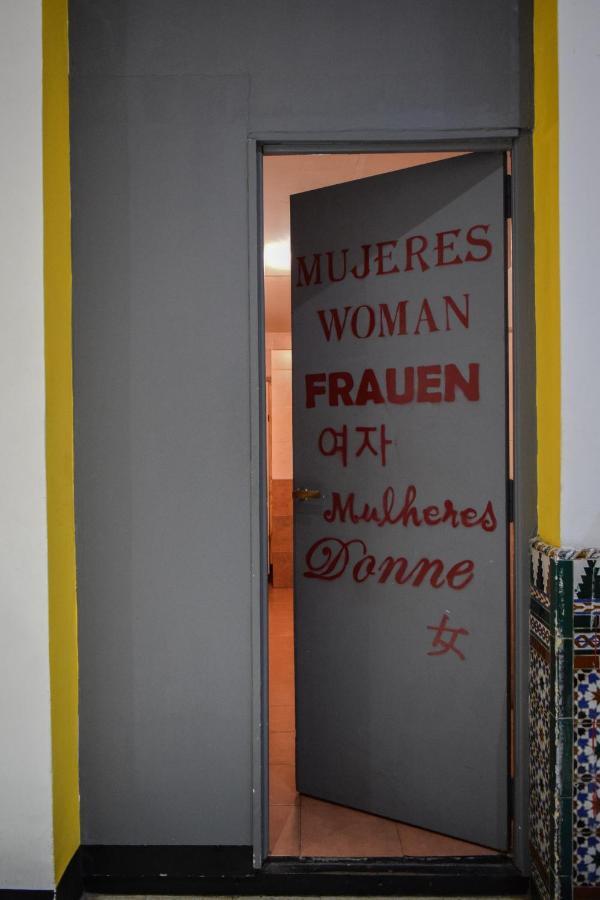 MUJERES
WOMAN
FRAUEN
여자
Mulheres
Donne
女